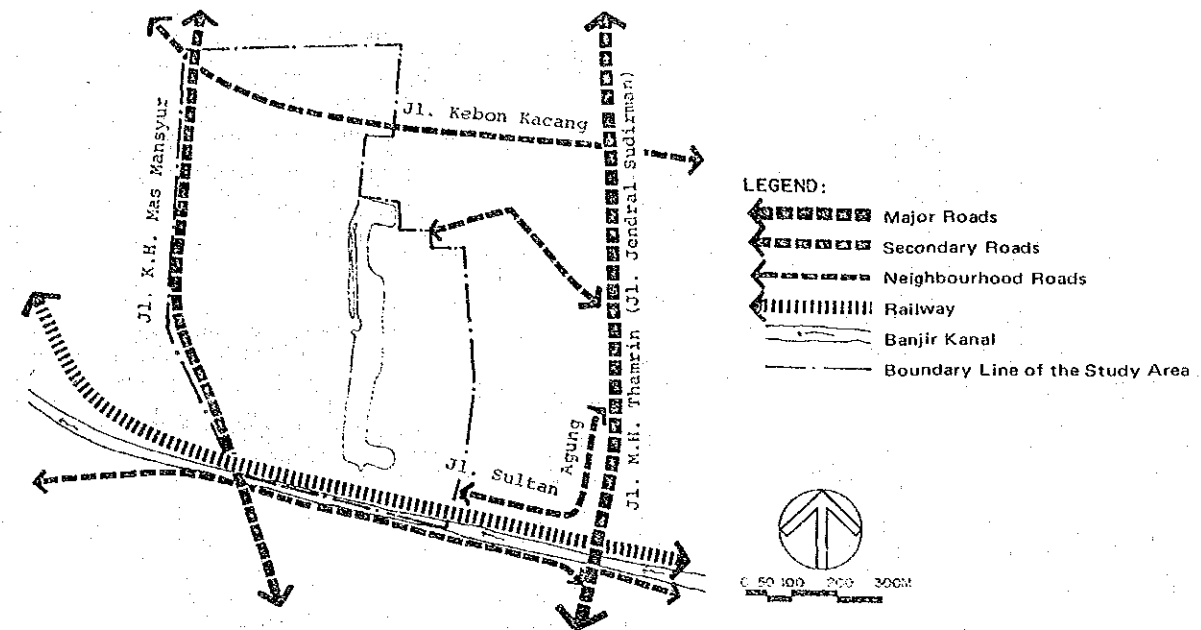 Jl. Kebon Kacang
Jl. K.H. Mas Mansyur
Jl. M.H. Thamrin (Jl. Jendral Sudirman)
Jl. Sultan
Agung
LEGEND:
Major Roads
Secondary Roads
Neighbourhood Roads
Railway
Banjir Kanal
Boundary Line of the Study Area
0 50 100 200 300M